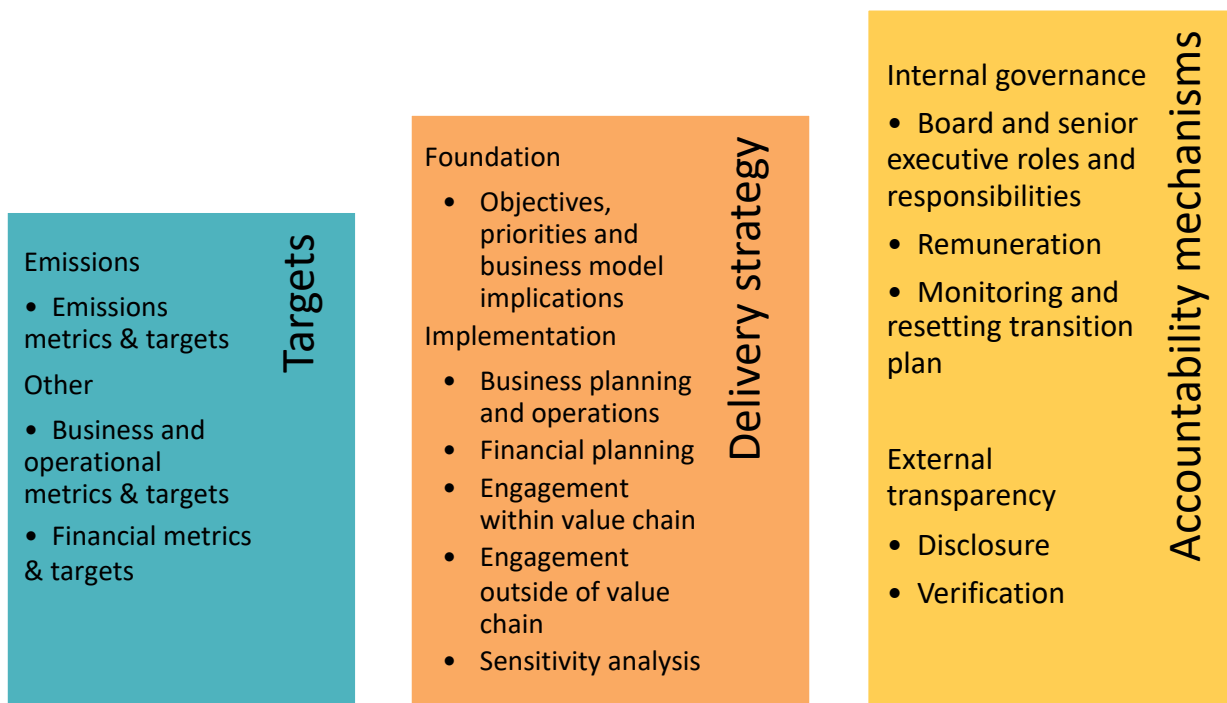 Targets
Emissions
• Emissions
metrics & targets
Other
• Business and
operational
metrics & targets
• Financial metrics
& targets
Delivery strategy
Foundation
• Objectives,
priorities and
business model
implications
Implementation
• Business planning
and operations
• Financial planning
• Engagement
within value chain
• Engagement
outside of value
chain
• Sensitivity analysis
Accountability mechanisms
Internal governance
• Board and senior
executive roles and
responsibilities
• Remuneration
• Monitoring and
resetting transition
plan
External
transparency
• Disclosure
• Verification